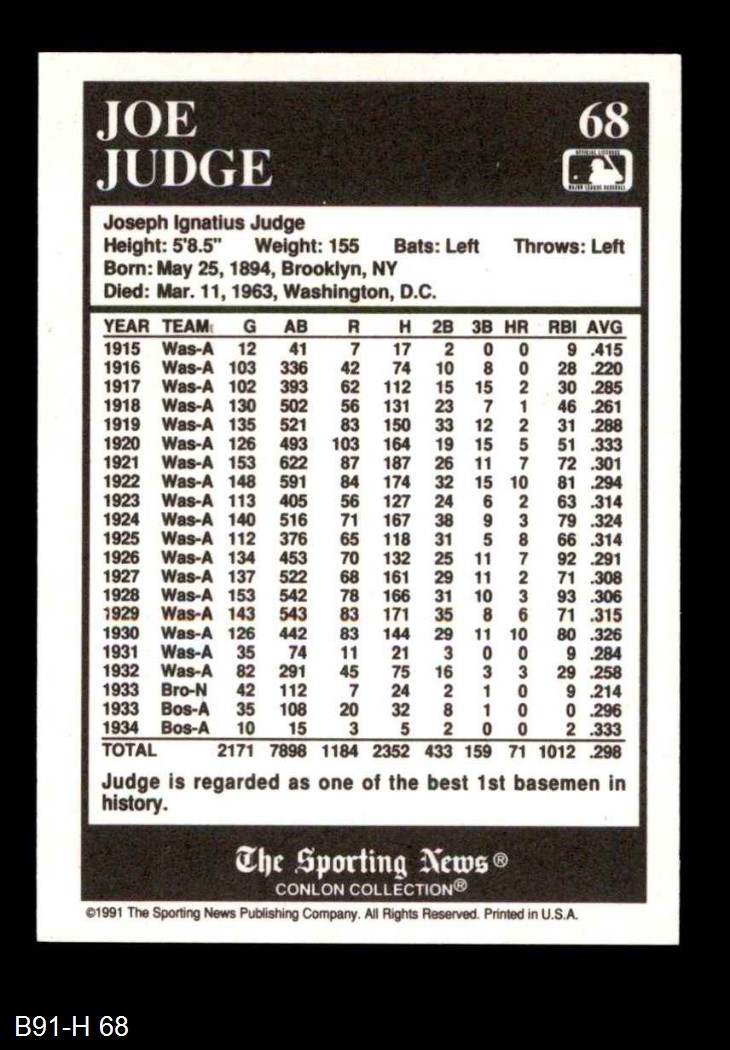 JOE
JUDGE
68
OFFICIAL LICENSEE
MAJOR LEAGUE BASEBALL
Joseph Ignatius Judge
Height: 5'8.5" Weight: 155 Bats: Left Throws: Left
Born: May 25, 1894, Brooklyn, NY
Died: Mar. 11, 1963, Washington, D.C.
YEAR TEAM G AB R H 2B 3B HR RBI AVG
1915 Was-A 12 41 7 17 2 0 0 9 .415
1916 Was-A 103 336 42 74 10 8 0 28 .220
1917 Was-A 102 393 62 112 15 15 2 30 .285
1918 Was-A 130 502 56 131 23 7 1 46 .261
1919 Was-A 135 521 83 150 33 12 2 31 .288
1920 Was-A 126 493 103 164 19 15 5 51 .333
1921 Was-A 153 622 87 187 26 11 7 72 .301
1922 Was-A 148 591 84 174 32 15 10 81 .294
1923 Was-A 113 405 56 127 24 6 2 63 .314
1924 Was-A 140 516 71 167 38 9 3 79 .324
1925 Was-A 112 376 65 118 31 5 8 66 .314
1926 Was-A 134 453 70 132 25 11 7 92 .291
1927 Was-A 137 522 68 161 29 11 2 71 .308
1928 Was-A 153 542 78 166 31 10 3 93 .306
1929 Was-A 143 543 83 171 35 8 6 71 .315
1930 Was-A 126 442 83 144 29 11 10 80 .326
1931 Was-A 35 74 11 21 3 0 0 9 .284
1932 Was-A 82 291 45 75 16 3 3 29 .258
1933 Bro-N 42 112 7 24 2 1 0 9 .214
1933 Bos-A 35 108 20 32 8 1 0 0 .296
1934 Bos-A 10 15 3 5 2 0 0 2 .333
TOTAL 2171 7898 1184 2352 433 159 71 1012 .298
Judge is regarded as one of the best 1st basemen in
history.
The Sporting News®
CONLON COLLECTION®
©1991 The Sporting News Publishing Company. All Rights Reserved. Printed in U.S.A.
B91-H 68